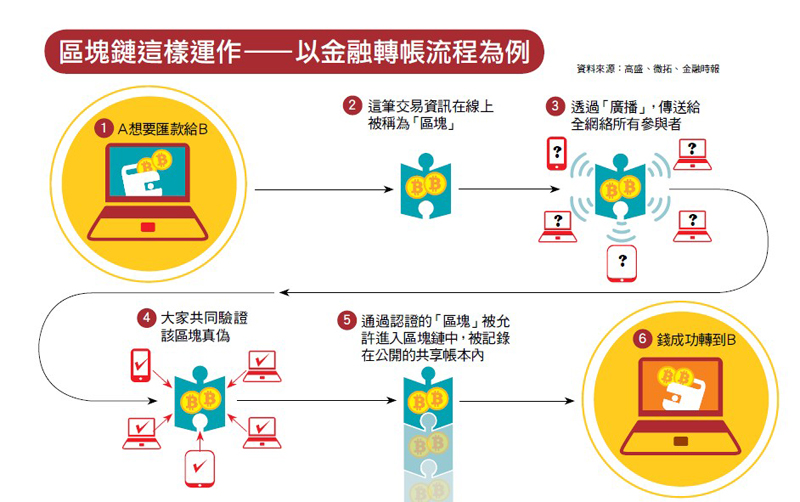 區塊鏈這樣運作──以金融轉帳流程為例
資料來源：高盛、微拓、金融時報
1 A想要匯款給B
2 這筆交易資訊在線上
被稱為「區塊」
3 透過「廣播」，傳送給
全網絡所有參與者
?
?
?
?
?
4 大家共同驗證
該區塊真偽
5 通過認證的「區塊」被允
許進入區塊鏈中，被記錄
在公開的共享帳本內
6 錢成功轉到B